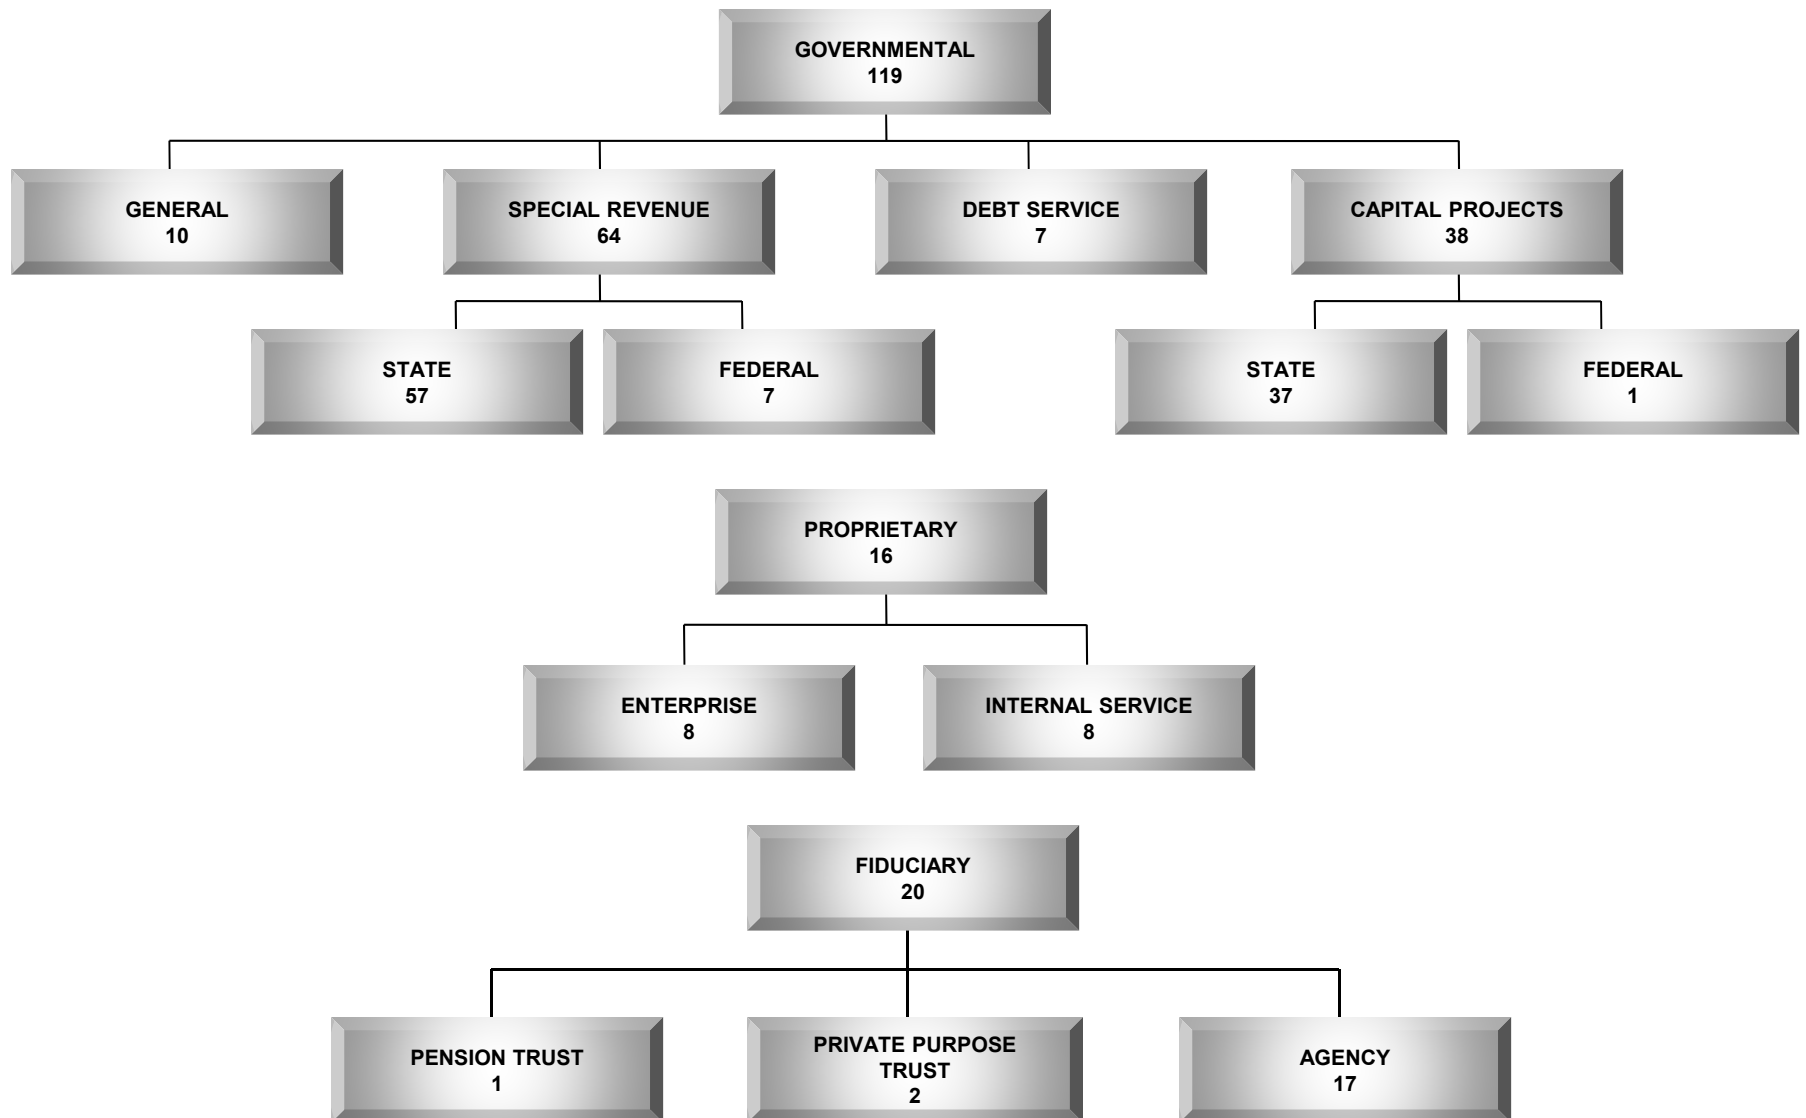 GOVERNMENTAL
119
GENERAL
10
SPECIAL REVENUE
64
DEBT SERVICE
7
CAPITAL PROJECTS
38
STATE
57
FEDERAL
7
STATE
37
FEDERAL
1
PROPRIETARY
16
ENTERPRISE
8
INTERNAL SERVICE
8
FIDUCIARY
20
PENSION TRUST
1
PRIVATE PURPOSE
TRUST
2
AGENCY
17